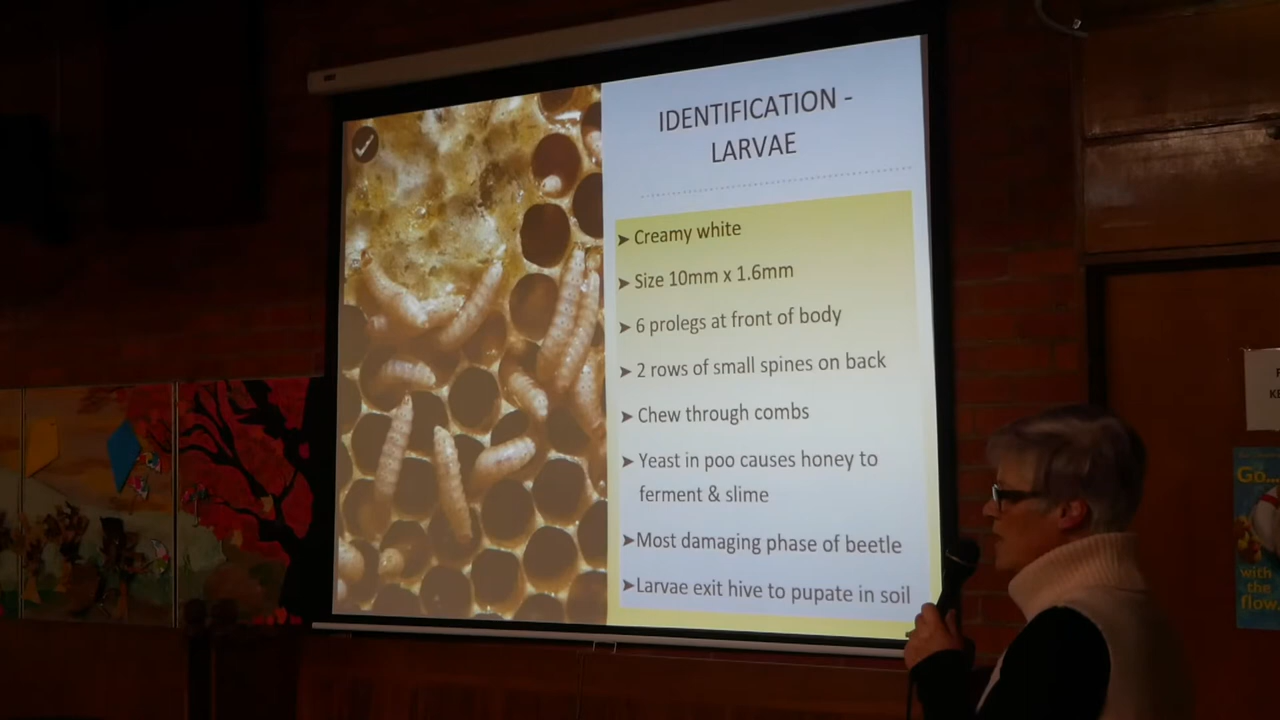 IDENTIFICATION -
LARVAE
➤ Creamy white
➤ Size 10mm x 1.6mm
➤ 6 prolegs at front of body
➤ 2 rows of small spines on back
➤ Chew through combs
➤ Yeast in poo causes honey to
ferment & slime
➤Most damaging phase of beetle
➤Larvae exit hive to pupate in soil
Go...
with
the
flow